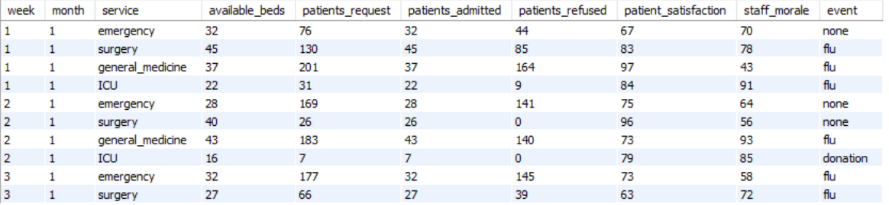 week month service available_beds patients_request patients_admitted patients_refused patient_satisfaction staff_morale event
1 1 emergency 32 76 32 44 67 70 none
1 1 surgery 45 130 45 85 83 78 flu
1 1 general_medicine 37 201 37 164 97 43 flu
1 1 ICU 22 31 22 9 84 91 flu
2 1 emergency 28 169 28 141 75 64 none
2 1 surgery 40 26 26 0 96 56 none
2 1 general_medicine 43 183 43 140 73 93 flu
2 1 ICU 16 7 7 0 79 85 donation
3 1 emergency 32 177 32 145 73 58 flu
3 1 surgery 27 66 27 39 63 72 flu